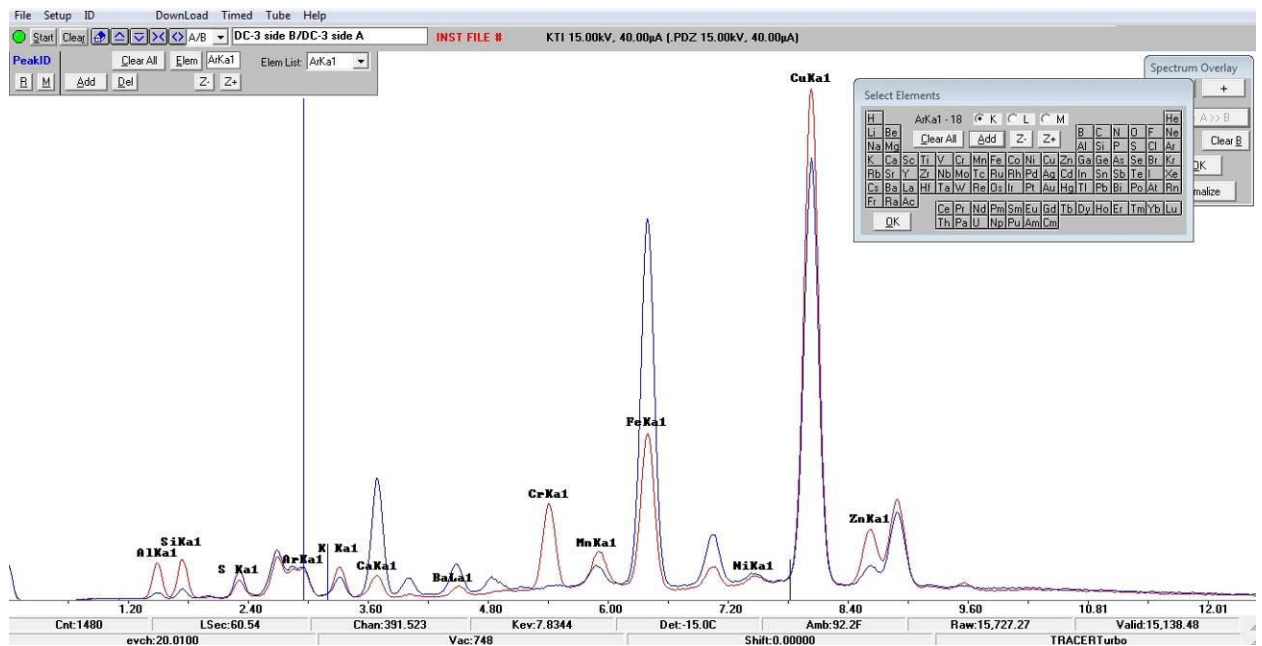 File Setup ID DownLoad Timed Tube Help
Start Clear A/B DC-3 side B/DC-3 side A INST FILE # KTI 15.00kV, 40.00µA (.PDZ 15.00kV, 40.00µA)
PeakID Clear All Elem ArKa1 Elem List: ArKa1
R M Add Del Z- Z+
Spectrum Overlay
+
A >> B
Clear B
OK
malize
Select Elements
H ArKa1 - 18 K L M He
Li Be Clear All Add Z- Z+ B C N O F Ne
Na Mg Al Si P S Cl Ar
K Ca Sc Ti V Cr Mn Fe Co Ni Cu Zn Ga Ge As Se Br Kr
Rb Sr Y Zr Nb Mo Tc Ru Rh Pd Ag Cd In Sn Sb Te I Xe
Cs Ba La Hf Ta W Re Os Ir Pt Au Hg Tl Pb Bi Po At Rn
Fr Ra Ac Ce Pr Nd Pm Sm Eu Gd Tb Dy Ho Er Tm Yb Lu
OK Th Pa U Np Pu Am Cm
CuKa1
FeKa1
CrKa1
ZnKa1
MnKa1
SiKa1
AlKa1
K Ka1
ArKa1
S Ka1
CaKa1
NiKa1
BaLa1
1.20 2.40 3.60 4.80 6.00 7.20 8.40 9.60 10.81 12.01
Cnt:1480 LSec:60.54 Chan:391.523 Kev:7.8344 Det:-15.0C Amb:92.2F Raw:15,727.27 Valid:15,138.48
evch:20.0100 Vac:748 Shift:0.00000 TRACERTurbo